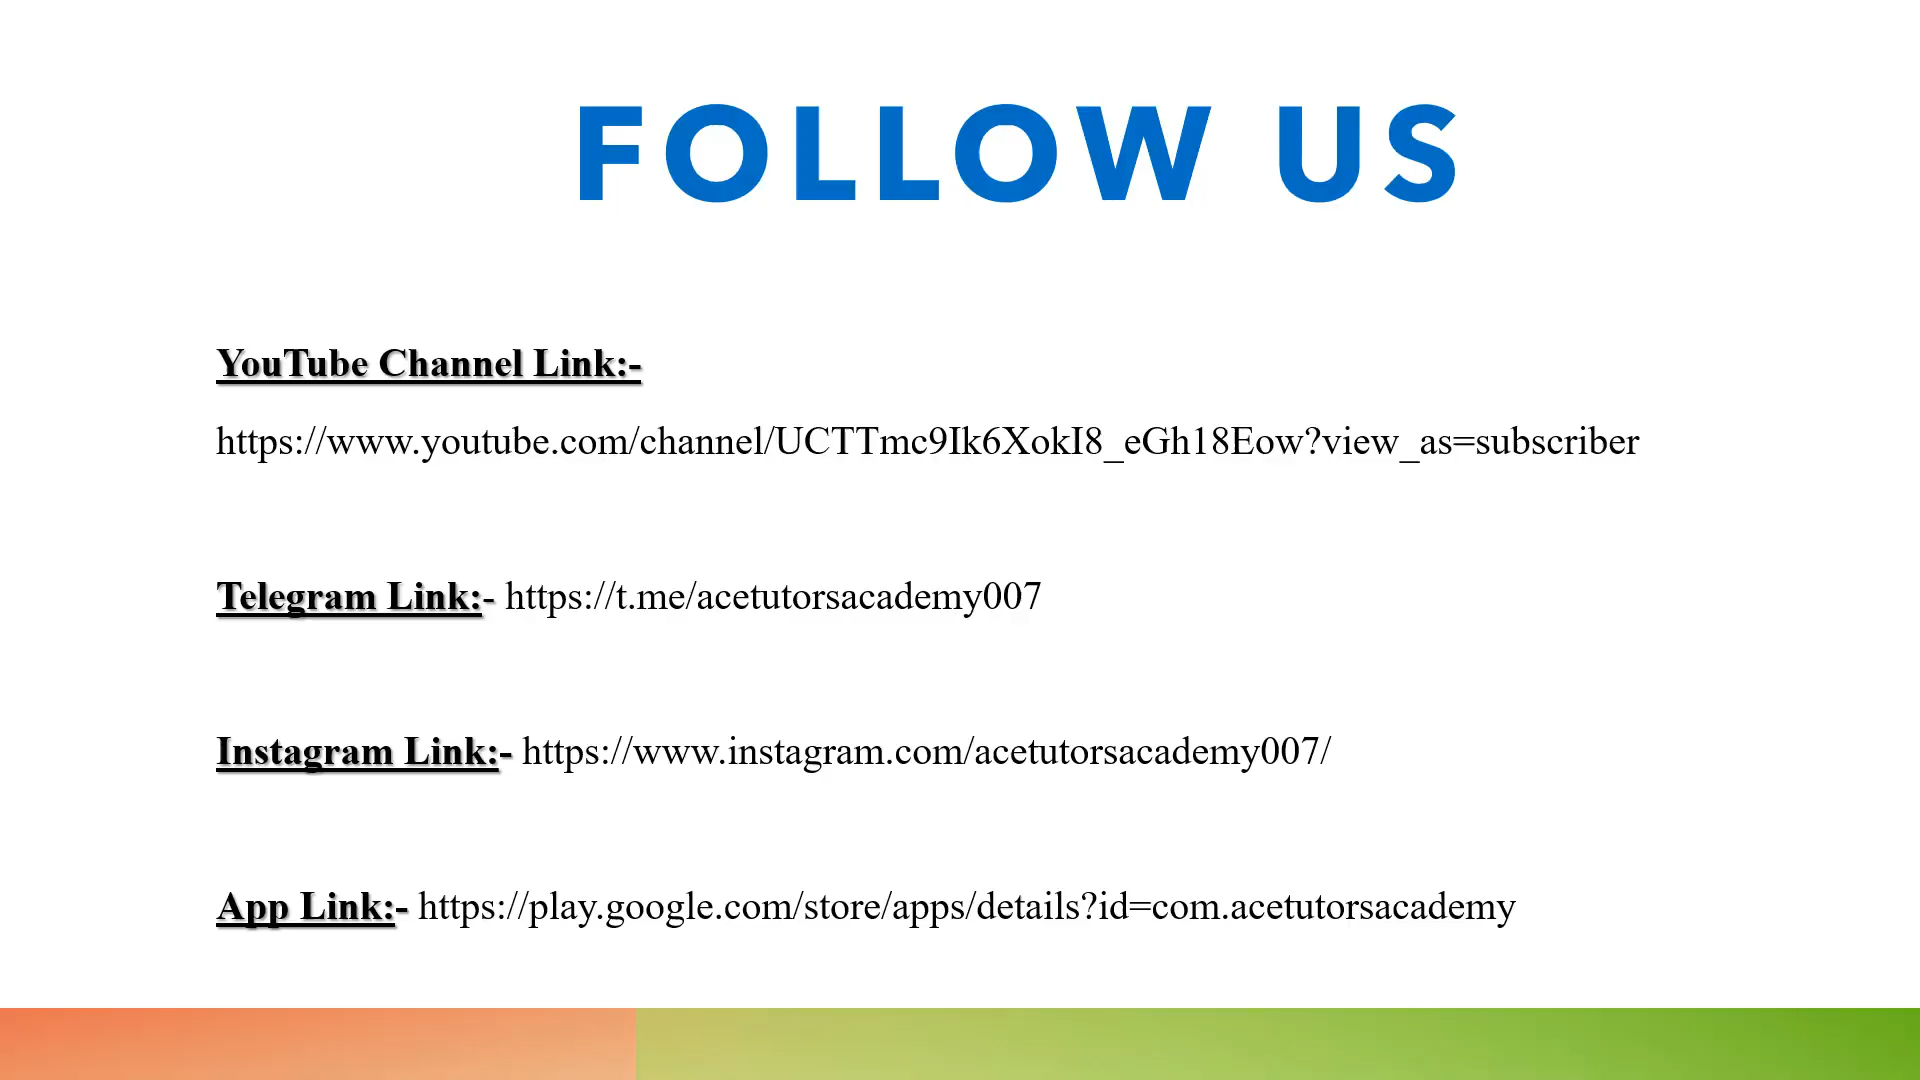 FOLLOW US
YouTube Channel Link:-
https://www.youtube.com/channel/UCTTmc9Ik6XokI8_eGh18Eow?view_as=subscriber
Telegram Link:- https://t.me/acetutorsacademy007
Instagram Link:- https://www.instagram.com/acetutorsacademy007/
App Link:- https://play.google.com/store/apps/details?id=com.acetutorsacademy